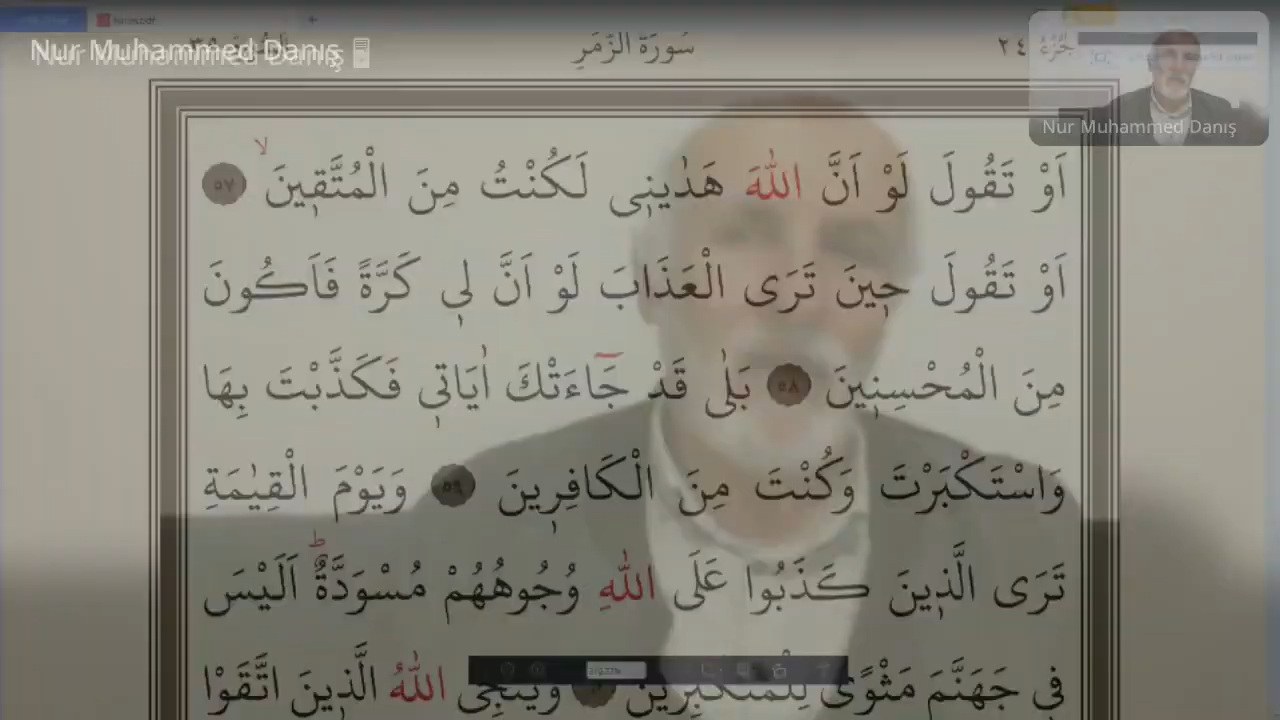 Nur Muhammed Danış
سُورَةُ الزُّمَرِ
٢٤
Nur Muhammed Danış
اَوْ تَقُولَ لَوْ اَنَّ اللّٰهَ هَدٰينٖى لَكُنْتُ مِنَ الْمُتَّقٖينَ ۙ ٥٧
اَوْ تَقُولَ حٖينَ تَرَى الْعَذَابَ لَوْ اَنَّ لٖى كَرَّةً فَاَكُونَ
مِنَ الْمُحْسِنٖينَ ٥٨ بَلٰى قَدْ جَٓاءَتْكَ اٰيَاتٖى فَكَذَّبْتَ بِهَا
وَاسْتَكْبَرْتَ وَكُنْتَ مِنَ الْكَافِرٖينَ ٥٩ وَيَوْمَ الْقِيٰمَةِ
تَرَى الَّذٖينَ كَذَبُوا عَلَى اللّٰهِ وُجُوهُهُمْ مُسْوَدَّةٌ ؕ اَلَيْسَ
فٖى جَهَنَّمَ مَثْوًى لِلْمُتَكَبِّرٖينَ وَيُنَجِّى اللّٰهُ الَّذٖينَ اتَّقَوْا